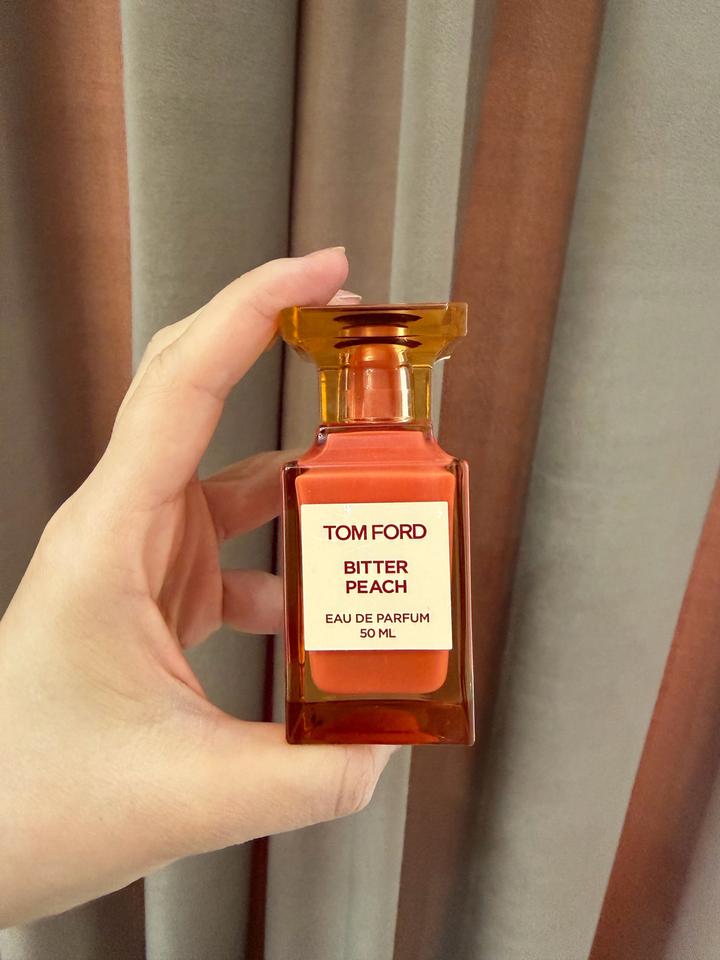 TOM FORD
BITTER
PEACH
EAU DE PARFUM
50 ML